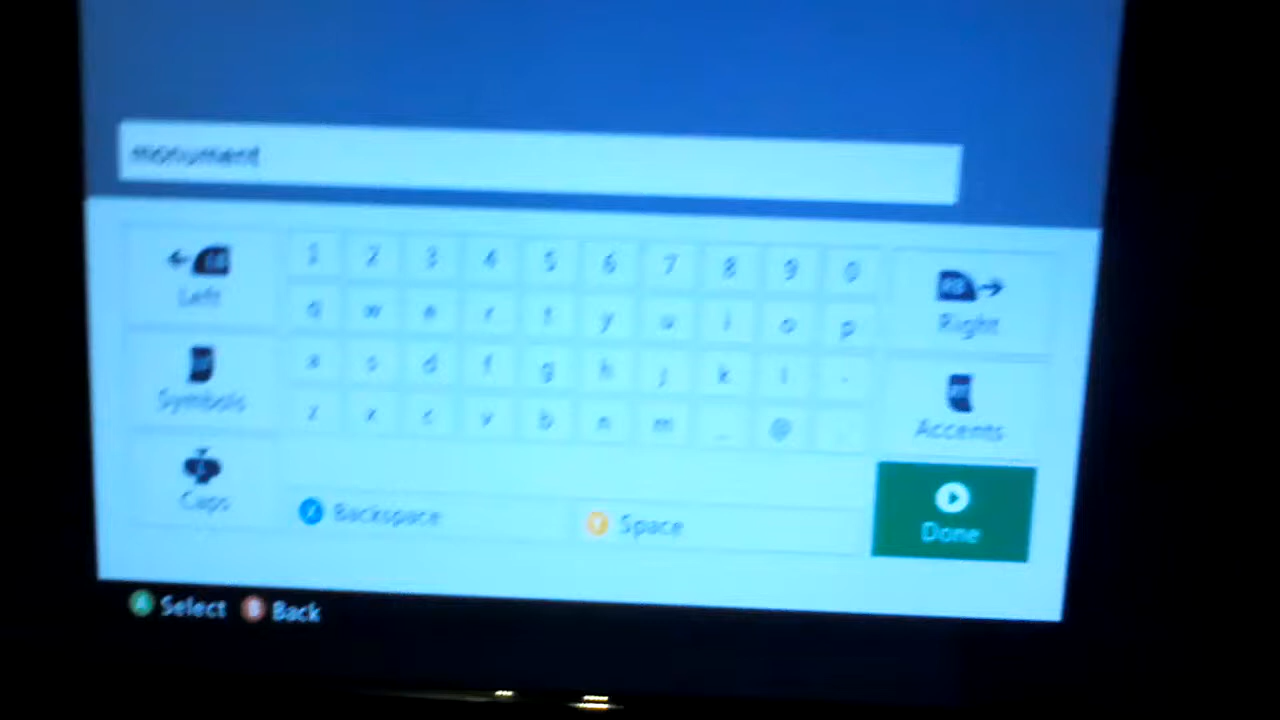 monument
1 2 3 4 5 6 7 8 9 0
Left
Right
q w e r t y u i o p
a s d f g h j k l -
Symbols
Accents
z x c v b n m _ @ .
Caps
X Backspace
Y Space
Done
A Select B Back